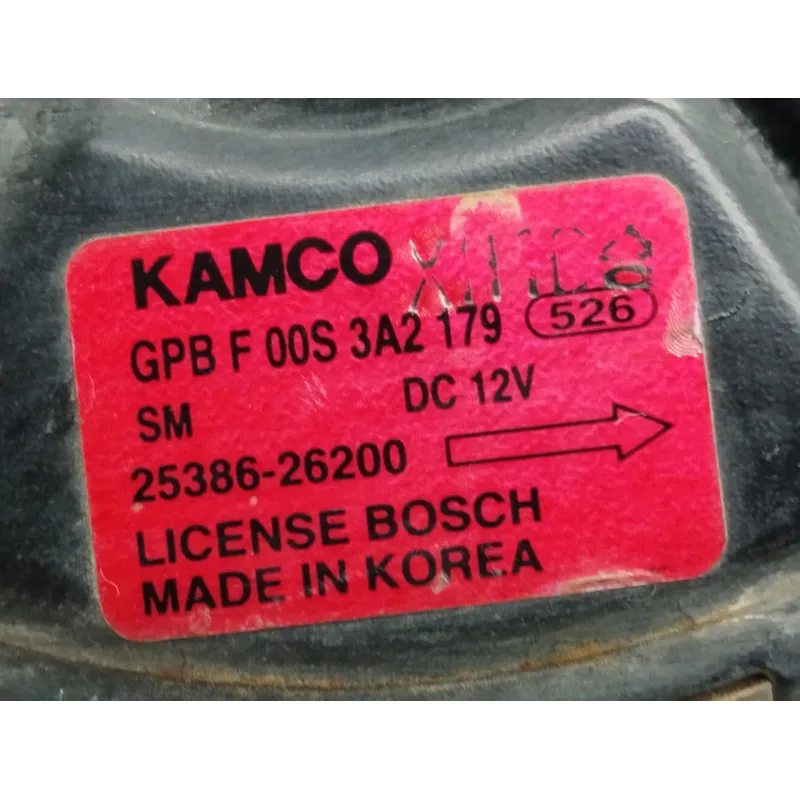 KAMCO
GPB F 00S 3A2 179 526
SM DC 12V
25386-26200
LICENSE BOSCH
MADE IN KOREA